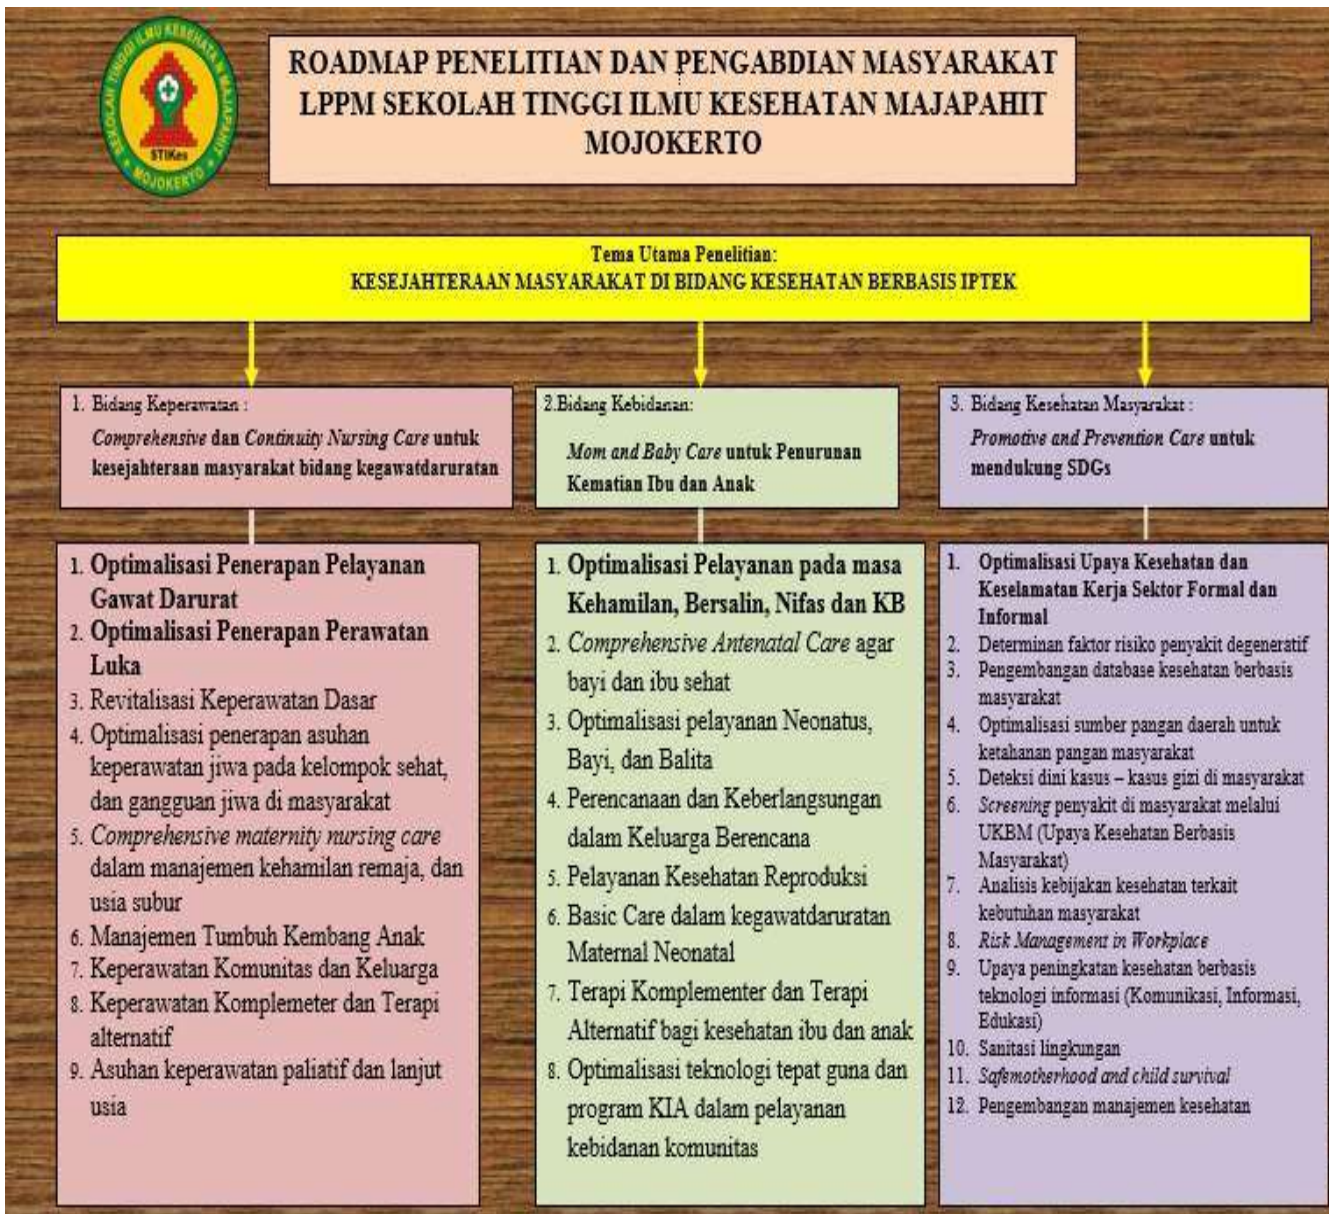 SEKOLAH TINGGI ILMU KESEHATAN MAJAPAHIT
STIKes
MOJOKERTO
ROADMAP PENELITIAN DAN PENGABDIAN MASYARAKAT
LPPM SEKOLAH TINGGI ILMU KESEHATAN MAJAPAHIT
MOJOKERTO
Tema Utama Penelitian:
KESEJAHTERAAN MASYARAKAT DI BIDANG KESEHATAN BERBASIS IPTEK
1. Bidang Keperawatan :
Comprehensive dan Continuity Nursing Care untuk
kesejahteraan masyarakat bidang kegawatdaruratan
2.Bidang Kebidanan:
Mom and Baby Care untuk Penurunan
Kematian Ibu dan Anak
3. Bidang Kesehatan Masyarakat :
Promotive and Prevention Care untuk
mendukung SDGs
1. Optimalisasi Penerapan Pelayanan
Gawat Darurat
2. Optimalisasi Penerapan Perawatan
Luka
3. Revitalisasi Keperawatan Dasar
4. Optimalisasi penerapan asuhan
keperawatan jiwa pada kelompok sehat,
dan gangguan jiwa di masyarakat
5. Comprehensive maternity nursing care
dalam manajemen kehamilan remaja, dan
usia subur
6. Manajemen Tumbuh Kembang Anak
7. Keperawatan Komunitas dan Keluarga
8. Keperawatan Komplemeter dan Terapi
alternatif
9. Asuhan keperawatan paliatif dan lanjut
usia
1. Optimalisasi Pelayanan pada masa
Kehamilan, Bersalin, Nifas dan KB
2. Comprehensive Antenatal Care agar
bayi dan ibu sehat
3. Optimalisasi pelayanan Neonatus,
Bayi, dan Balita
4. Perencanaan dan Keberlangsungan
dalam Keluarga Berencana
5. Pelayanan Kesehatan Reproduksi
6. Basic Care dalam kegawatdaruratan
Maternal Neonatal
7. Terapi Komplementer dan Terapi
Alternatif bagi kesehatan ibu dan anak
8. Optimalisasi teknologi tepat guna dan
program KIA dalam pelayanan
kebidanan komunitas
1. Optimalisasi Upaya Kesehatan dan
Keselamatan Kerja Sektor Formal dan
Informal
2. Determinan faktor risiko penyakit degeneratif
3. Pengembangan database kesehatan berbasis
masyarakat
4. Optimalisasi sumber pangan daerah untuk
ketahanan pangan masyarakat
5. Deteksi dini kasus – kasus gizi di masyarakat
6. Screening penyakit di masyarakat melalui
UKBM (Upaya Kesehatan Berbasis
Masyarakat)
7. Analisis kebijakan kesehatan terkait
kebutuhan masyarakat
8. Risk Management in Workplace
9. Upaya peningkatan kesehatan berbasis
teknologi informasi (Komunikasi, Informasi,
Edukasi)
10. Sanitasi lingkungan
11. Safemotherhood and child survival
12. Pengembangan manajemen kesehatan